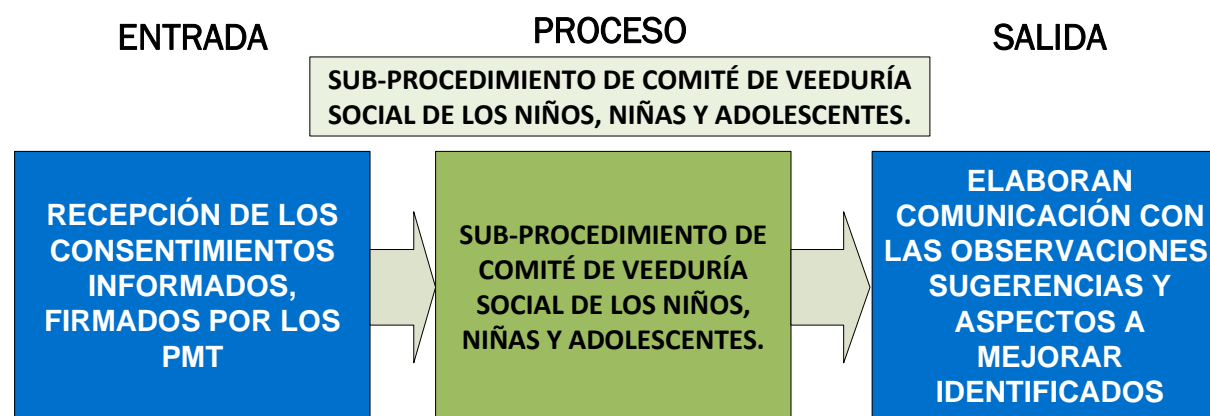 ENTRADA
PROCESO
SALIDA
SUB-PROCEDIMIENTO DE COMITÉ DE VEEDURÍA
SOCIAL DE LOS NIÑOS, NIÑAS Y ADOLESCENTES.
RECEPCIÓN DE LOS
CONSENTIMIENTOS
INFORMADOS,
FIRMADOS POR LOS
PMT
SUB-PROCEDIMIENTO DE
COMITÉ DE VEEDURÍA
SOCIAL DE LOS NIÑOS,
NIÑAS Y ADOLESCENTES.
ELABORAN
COMUNICACIÓN CON
LAS OBSERVACIONES
SUGERENCIAS Y
ASPECTOS A
MEJORAR
IDENTIFICADOS